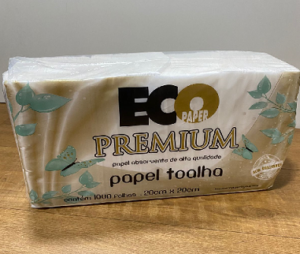 ECO
PAPER
PREMIUM
papel absorvente de alta qualidade
papel toalha
contém 1000 folhas - 20cm x 20cm